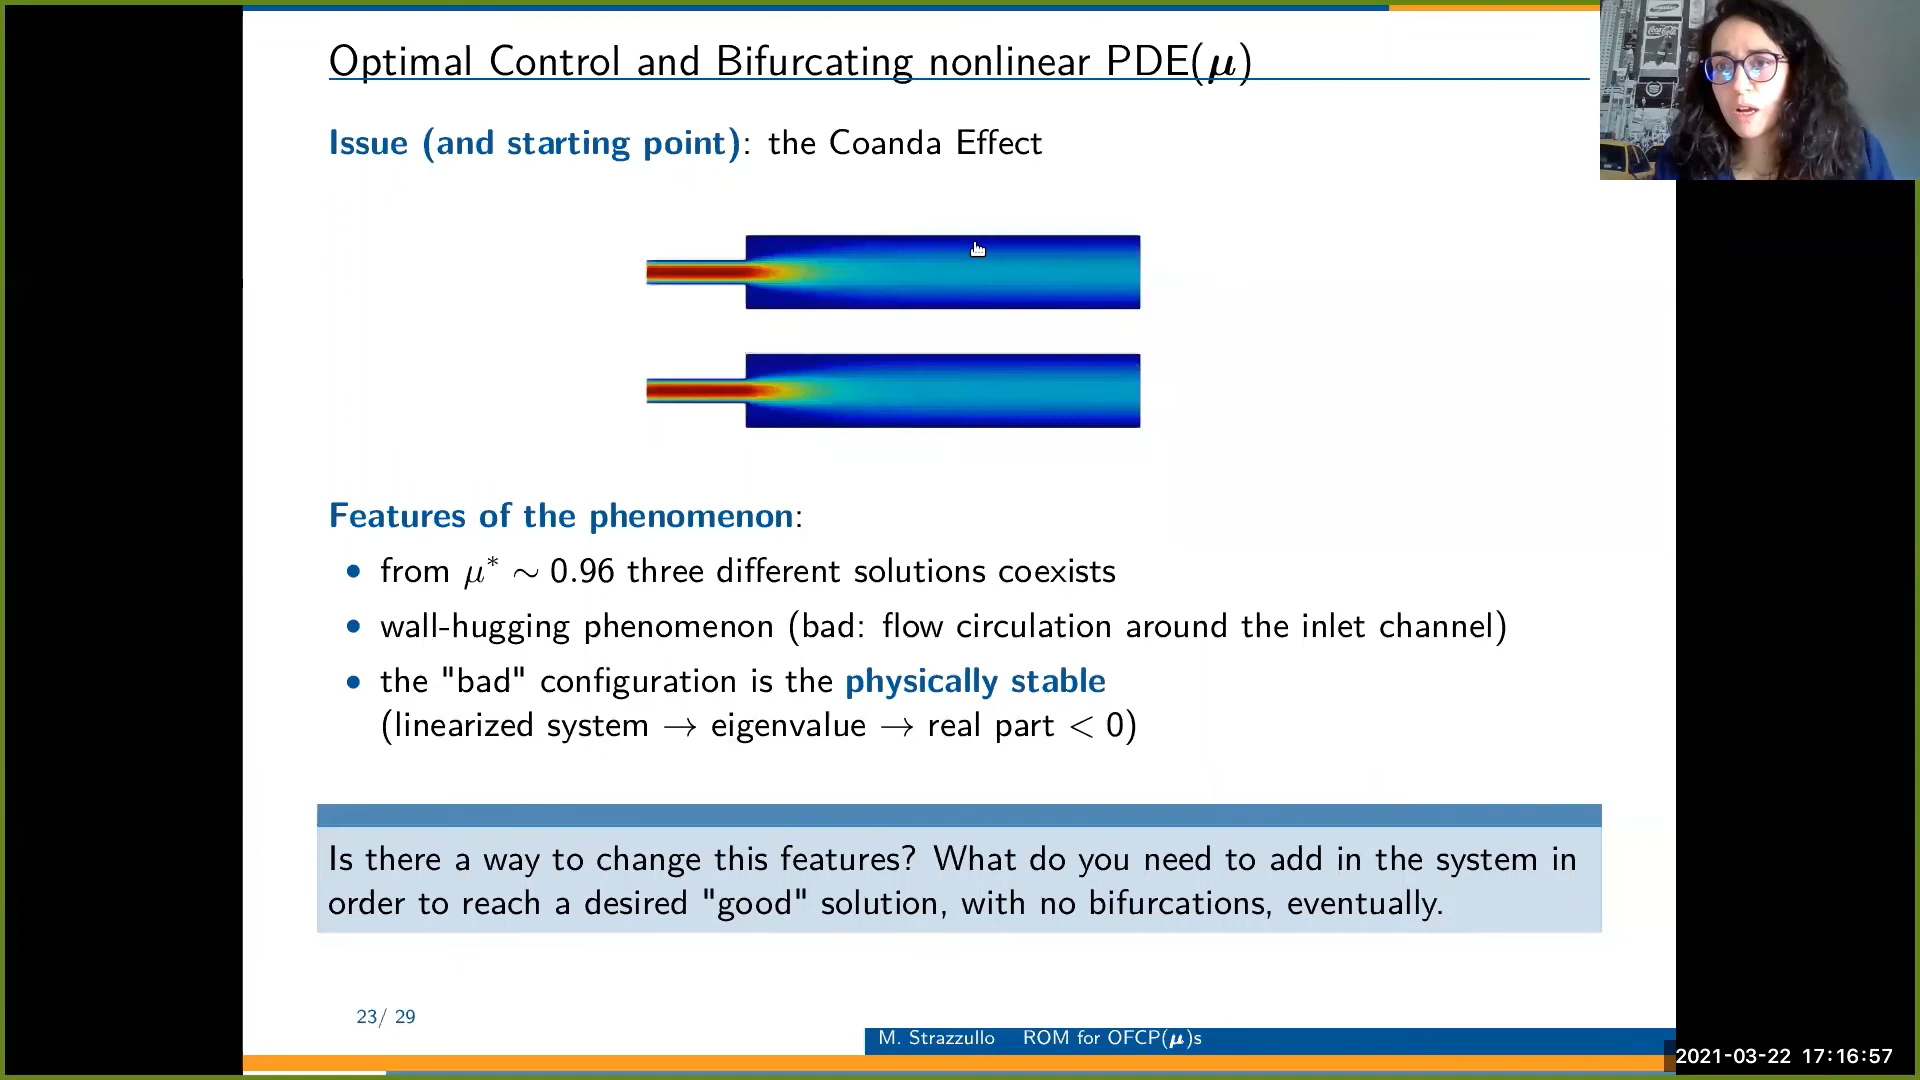 Optimal Control and Bifurcating nonlinear PDE(μ)
Issue (and starting point): the Coanda Effect
Features of the phenomenon:
• from μ* ∼ 0.96 three different solutions coexists
• wall-hugging phenomenon (bad: flow circulation around the inlet channel)
• the "bad" configuration is the physically stable
(linearized system → eigenvalue → real part < 0)
Is there a way to change this features? What do you need to add in the system in
order to reach a desired "good" solution, with no bifurcations, eventually.
23/ 29
M. Strazzullo ROM for OFCP(μ)s
2021-03-22 17:16:57